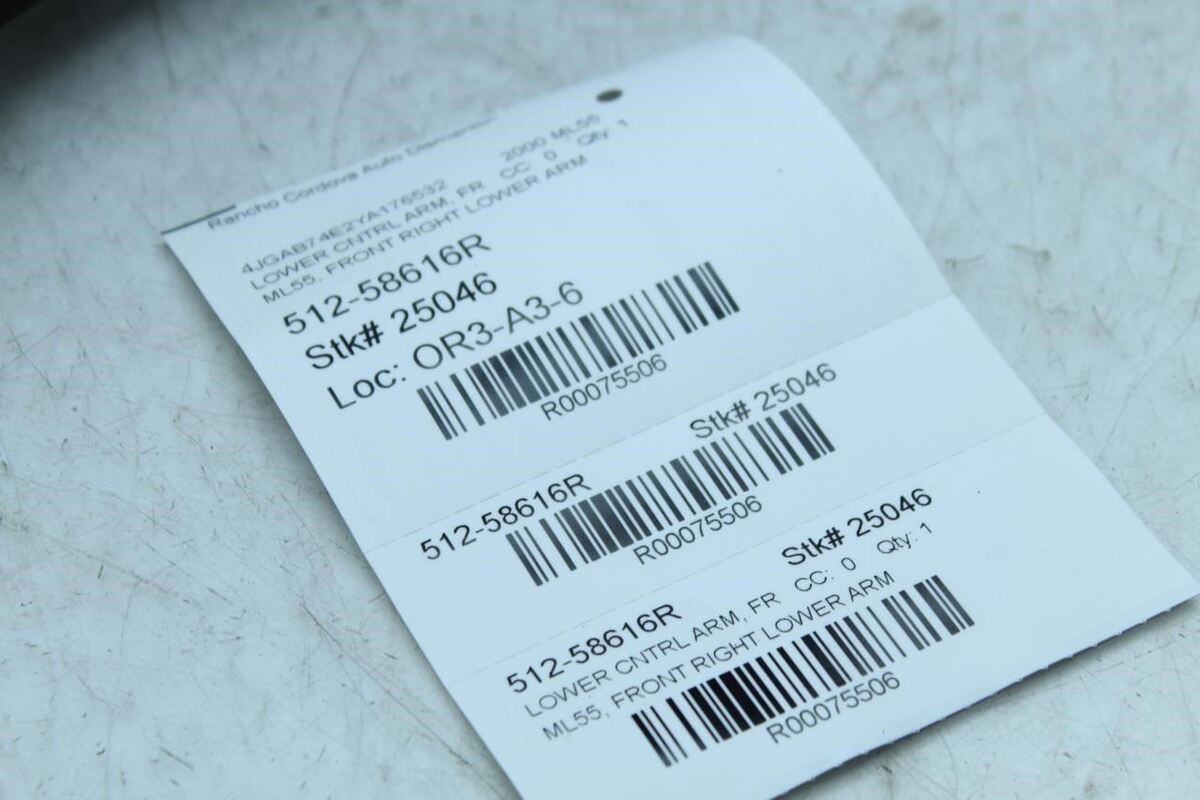 Rancho Cordova Auto
4JGAB74E2YA176532 2000 ML55
LOWER CNTRL ARM, FR CC 0 Qty: 1
ML55, FRONT RIGHT LOWER ARM
512-58616R
Stk# 25046
Loc: OR3-A3-6
R00075506
512-58616R Stk# 25046
R00075506
512-58616R Stk# 25046
LOWER CNTRL ARM, FR CC: 0 Qty: 1
ML55, FRONT RIGHT LOWER ARM
R00075506